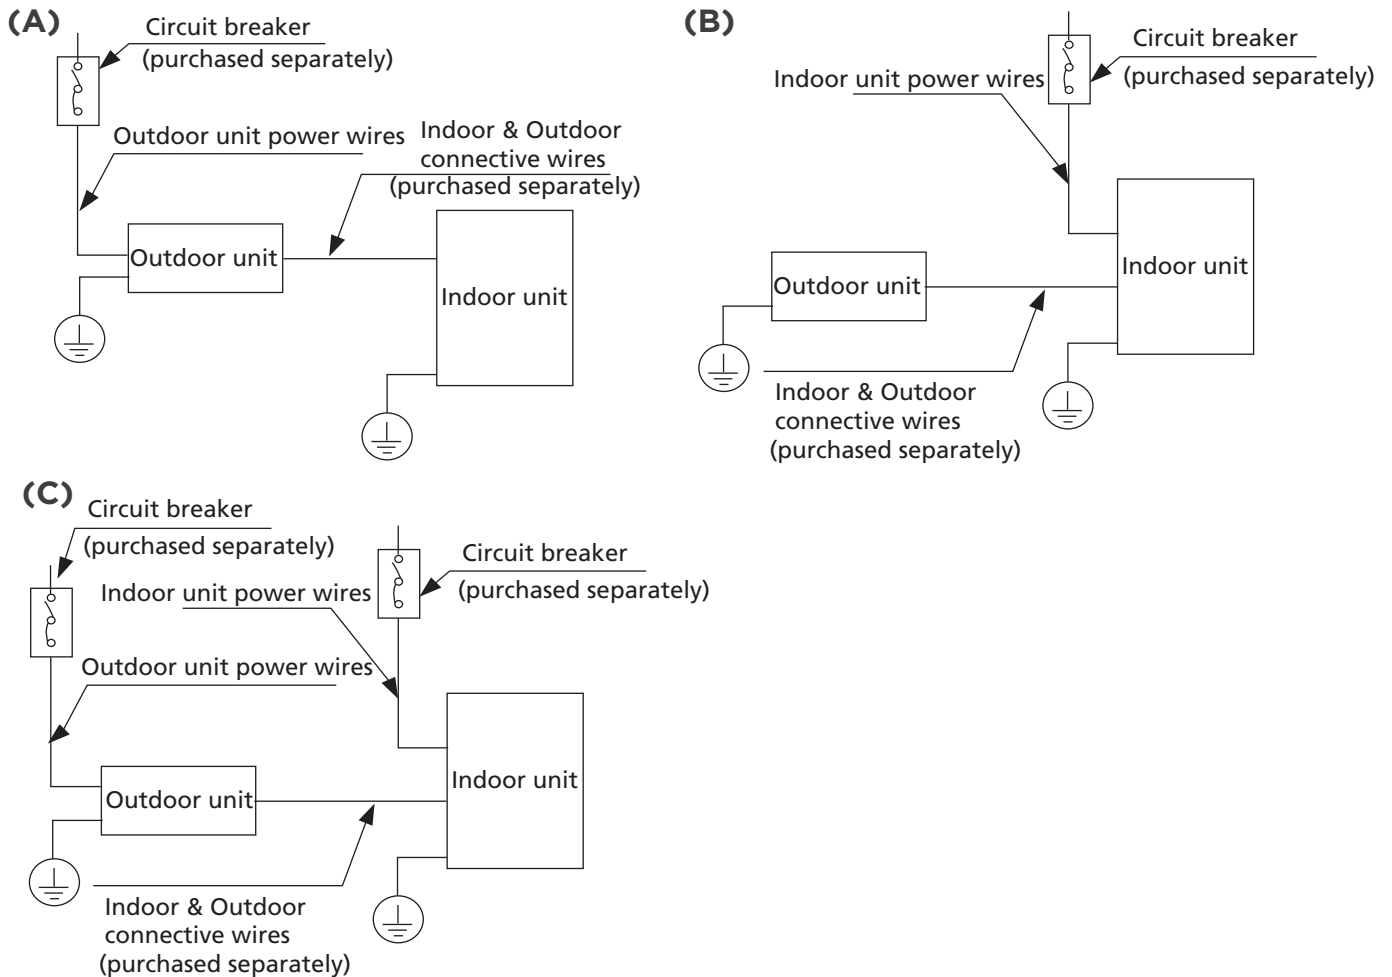 (A)
Circuit breaker
(purchased separately)
Outdoor unit power wires
Indoor & Outdoor
connective wires
(purchased separately)
Outdoor unit
Indoor unit
(B)
Circuit breaker
(purchased separately)
Indoor unit power wires
Indoor unit
Outdoor unit
Indoor & Outdoor
connective wires
(purchased separately)
(C)
Circuit breaker
(purchased separately)
Circuit breaker
(purchased separately)
Indoor unit power wires
Outdoor unit power wires
Indoor unit
Outdoor unit
Indoor & Outdoor
connective wires
(purchased separately)